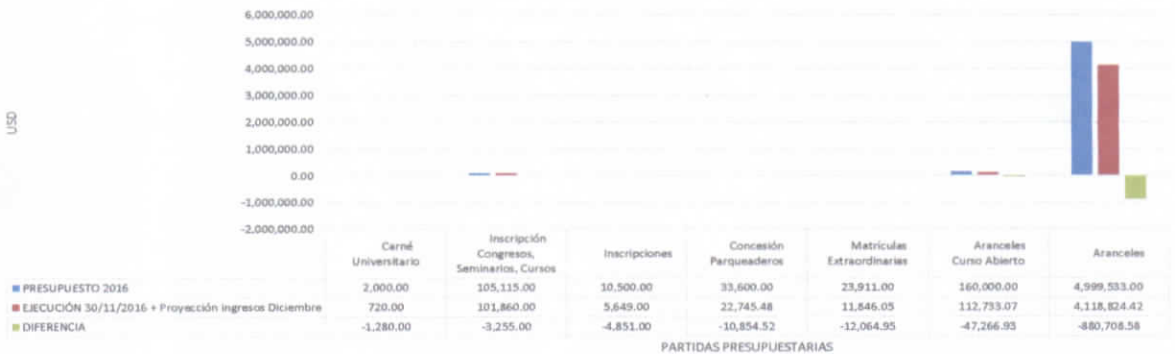 6,000,000.00
5,000,000.00
4,000,000.00
3,000,000.00
2,000,000.00
1,000,000.00
0.00
-1,000,000.00
-2,000,000.00
USD
Carné Universitario
Inscripción Congresos, Seminarios, Cursos
Inscripciones
Concesión Parqueaderos
Matrículas Extraordinarias
Aranceles Curso Abierto
Aranceles
PRESUPUESTO 2016 2,000.00 105,115.00 10,500.00 33,600.00 23,911.00 160,000.00 4,999,533.00
EJECUCIÓN 30/11/2016 + Proyección ingresos Diciembre 720.00 101,860.00 5,649.00 22,745.48 11,846.05 112,733.07 4,118,824.42
DIFERENCIA -1,280.00 -3,255.00 -4,851.00 -10,854.52 -12,064.95 -47,266.93 -880,708.58
PARTIDAS PRESUPUESTARIAS